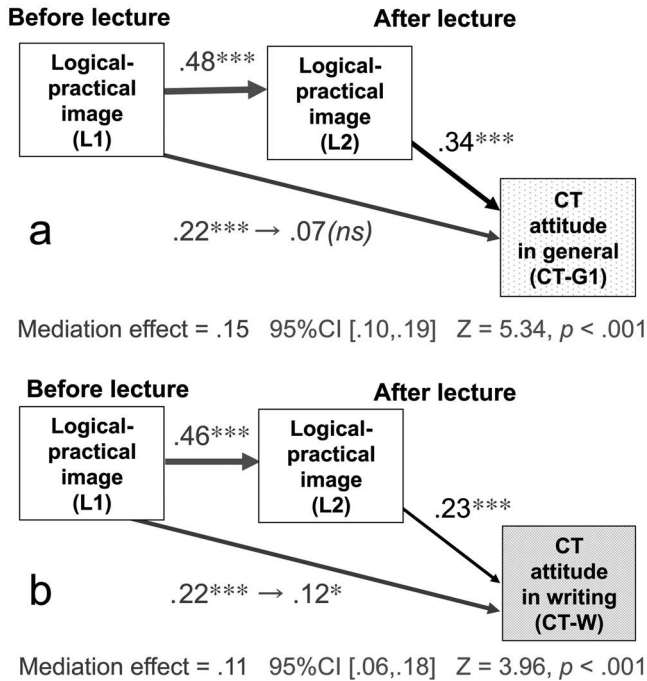 Before lecture
After lecture
Logical-
practical
image
(L1)
.48***
Logical-
practical
image
(L2)
.34***
CT
attitude
in general
(CT-G1)
a
.22*** → .07(ns)
Mediation effect = .15 95%CI [.10,.19] Z = 5.34, p < .001
Before lecture
After lecture
Logical-
practical
image
(L1)
.46***
Logical-
practical
image
(L2)
.23***
CT
attitude
in writing
(CT-W)
b
.22*** → .12*
Mediation effect = .11 95%CI [.06,.18] Z = 3.96, p < .001